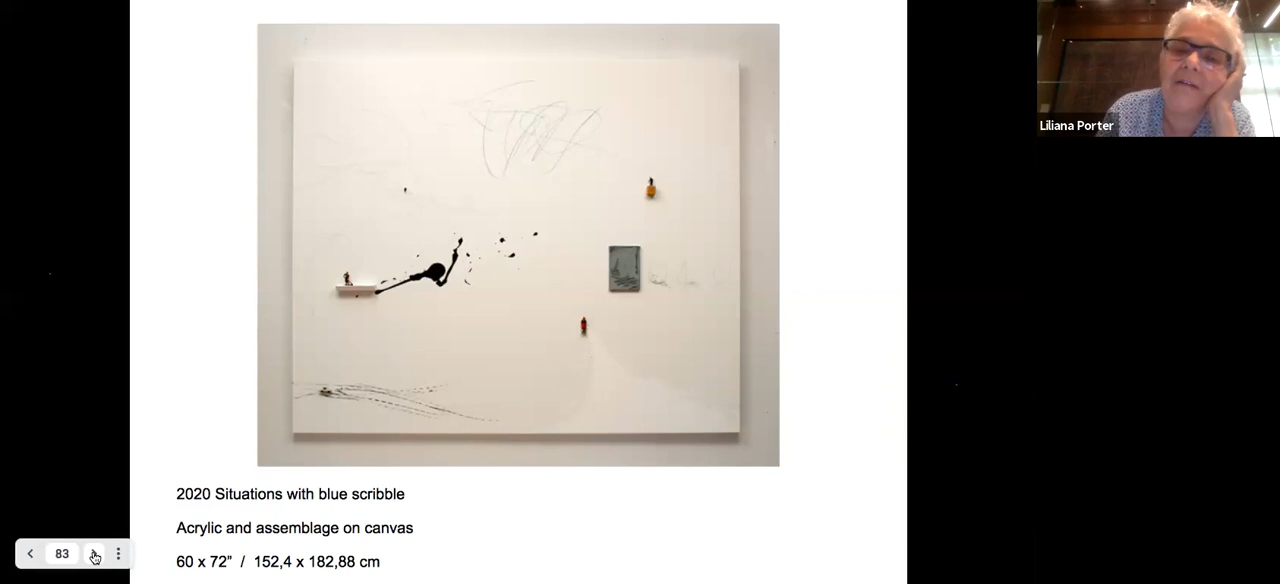 Liliana Porter
2020 Situations with blue scribble
Acrylic and assemblage on canvas
60 x 72” / 152,4 x 182,88 cm
83